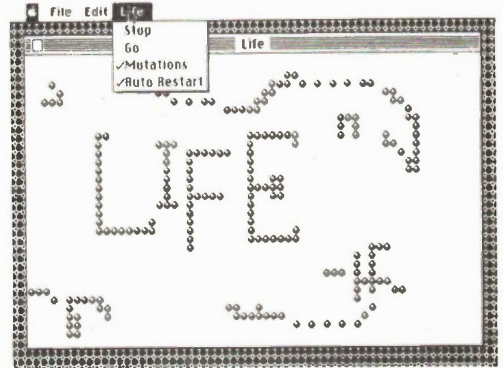 File Edit Life
Stop
Go
✓Mutations
✓Auto Restart
Life
LIFE